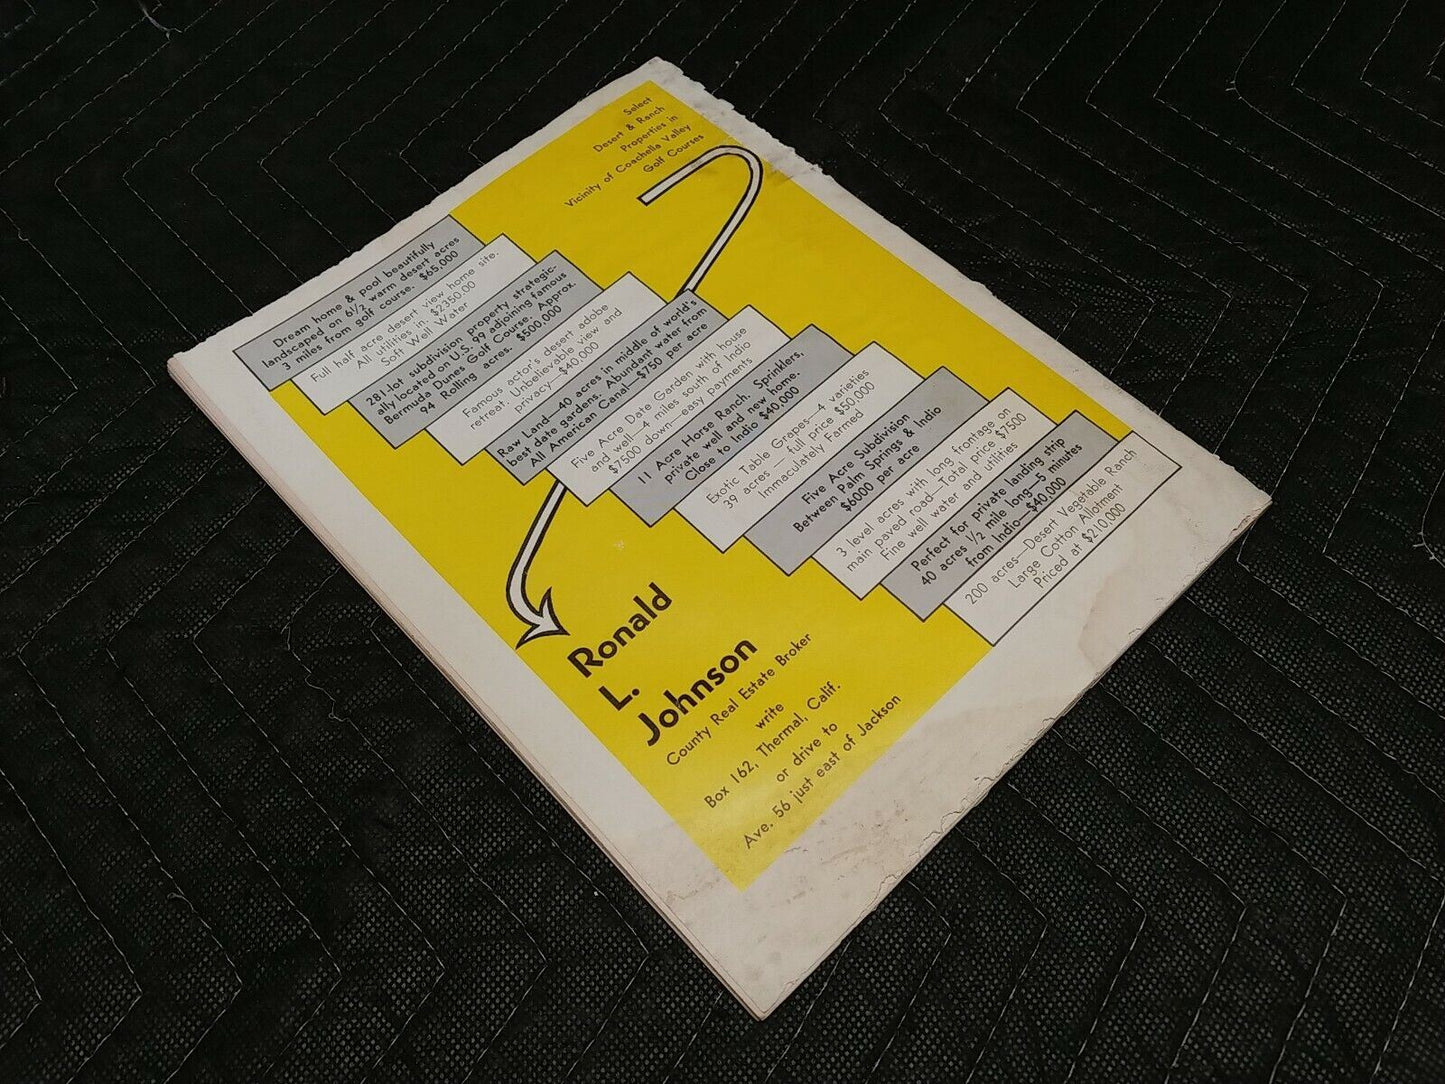 Select
Desert & Ranch
Properties in
Vicinity of Coachella Valley
Golf Courses
Dream home & pool beautifully
landscaped on 6 1/2 warm desert acres
3 miles from golf course. $65,000
Full half acre desert view home site.
All utilities in. $2350.00
Soft Well Water
281-lot subdivision property strategic-
ally located on U.S. 99 adjoining famous
Bermuda Dunes Golf Course. Approx.
94 Rolling acres. $500,000
Famous actor's desert adobe
retreat. Unbelievable view and
privacy—$40,000
Raw Land—40 acres in middle of world's
best date gardens. Abundant water from
All American Canal—$750 per acre
Five Acre Date Garden with house
and well—4 miles south of Indio
$7500 down—easy payments
11 Acre Horse Ranch. Sprinklers,
private well and new home.
Close to Indio $40,000
Exotic Table Grapes—4 varieties
39 acres — full price $50,000
Immaculately Farmed
Five Acre Subdivision
Between Palm Springs & Indio
$6000 per acre
3 level acres with long frontage on
main paved road—Total price $7500
Fine well water and utilities
Perfect for private landing strip
40 acres 1/2 mile long—5 minutes
from Indio—$40,000
200 acres—Desert Vegetable Ranch
Large Cotton Allotment
Priced at $210,000
Ronald
L.
Johnson
County Real Estate Broker
write
Box 162, Thermal, Calif.
or drive to
Ave. 56 just east of Jackson